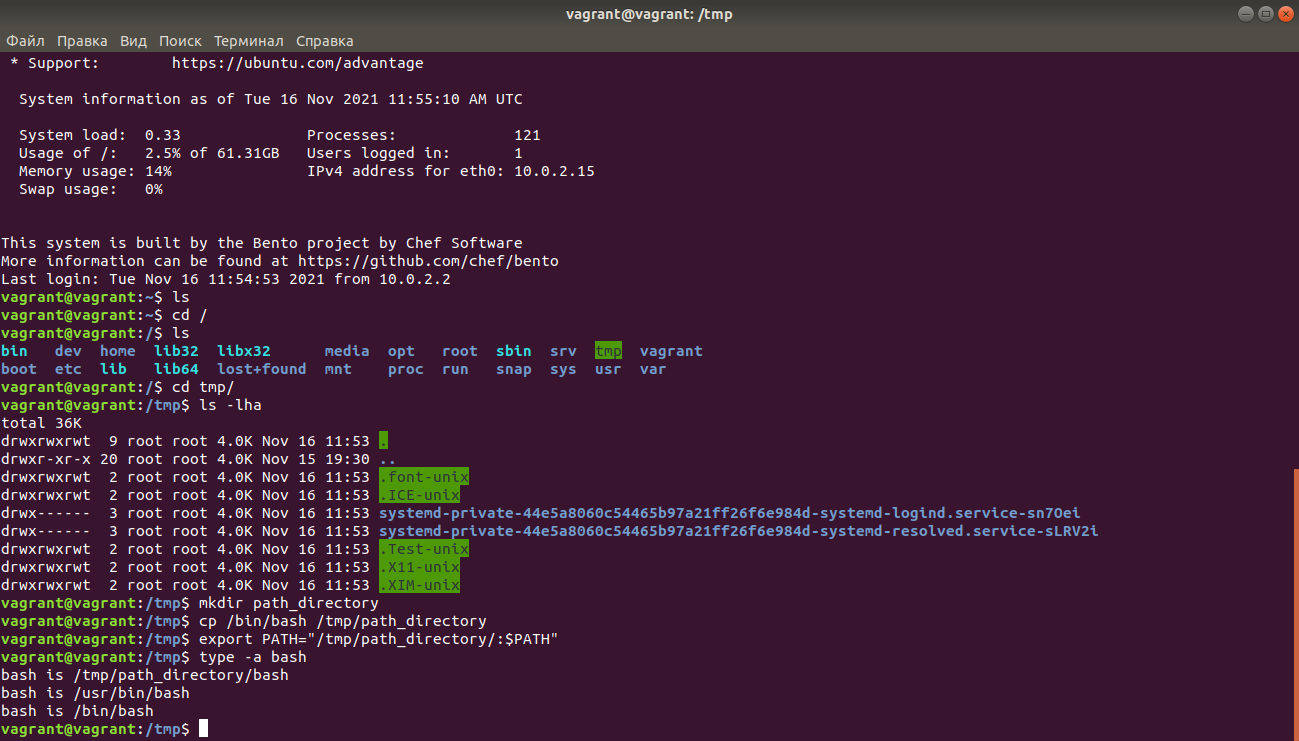 vagrant@vagrant: /tmp
Файл Правка Вид Поиск Терминал Справка
 * Support:        https://ubuntu.com/advantage
  System information as of Tue 16 Nov 2021 11:55:10 AM UTC
  System load:  0.33              Processes:             121
  Usage of /:   2.5% of 61.31GB   Users logged in:       1
  Memory usage: 14%               IPv4 address for eth0: 10.0.2.15
  Swap usage:   0%
This system is built by the Bento project by Chef Software
More information can be found at https://github.com/chef/bento
Last login: Tue Nov 16 11:54:53 2021 from 10.0.2.2
vagrant@vagrant:~$ ls
vagrant@vagrant:~$ cd /
vagrant@vagrant:/$ ls
bin   dev  home  lib32  libx32      media  opt   root  sbin  srv  tmp  vagrant
boot  etc  lib   lib64  lost+found  mnt    proc  run   snap  sys  usr  var
vagrant@vagrant:/$ cd tmp/
vagrant@vagrant:/tmp$ ls -lha
total 36K
drwxrwxrwt  9 root root 4.0K Nov 16 11:53 .
drwxr-xr-x 20 root root 4.0K Nov 15 19:30 ..
drwxrwxrwt  2 root root 4.0K Nov 16 11:53 .font-unix
drwxrwxrwt  2 root root 4.0K Nov 16 11:53 .ICE-unix
drwx------  3 root root 4.0K Nov 16 11:53 systemd-private-44e5a8060c54465b97a21ff26f6e984d-systemd-logind.service-sn7Oei
drwx------  3 root root 4.0K Nov 16 11:53 systemd-private-44e5a8060c54465b97a21ff26f6e984d-systemd-resolved.service-sLRV2i
drwxrwxrwt  2 root root 4.0K Nov 16 11:53 .Test-unix
drwxrwxrwt  2 root root 4.0K Nov 16 11:53 .X11-unix
drwxrwxrwt  2 root root 4.0K Nov 16 11:53 .XIM-unix
vagrant@vagrant:/tmp$ mkdir path_directory
vagrant@vagrant:/tmp$ cp /bin/bash /tmp/path_directory
vagrant@vagrant:/tmp$ export PATH="/tmp/path_directory/:$PATH"
vagrant@vagrant:/tmp$ type -a bash
bash is /tmp/path_directory/bash
bash is /usr/bin/bash
bash is /bin/bash
vagrant@vagrant:/tmp$